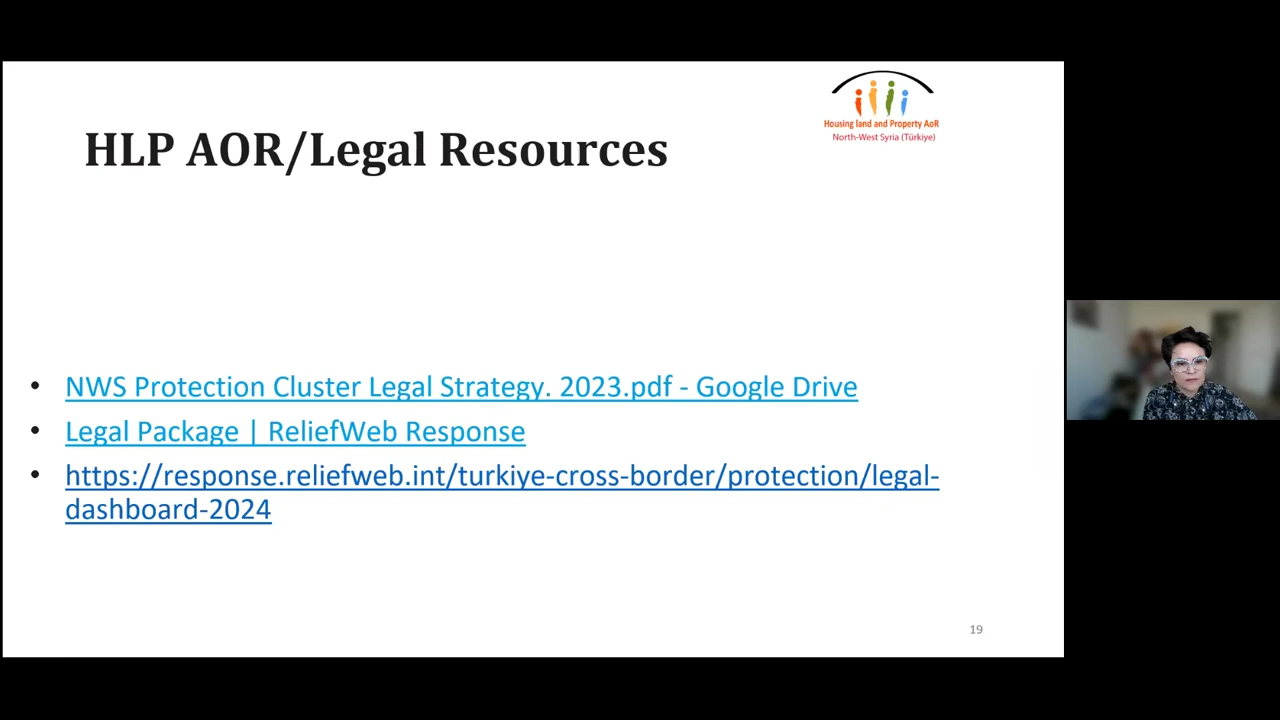 Housing land and Property AoR
North-West Syria (Türkiye)
HLP AOR/Legal Resources
• NWS Protection Cluster Legal Strategy. 2023.pdf - Google Drive
• Legal Package | ReliefWeb Response
• https://response.reliefweb.int/turkiye-cross-border/protection/legal-
dashboard-2024
19